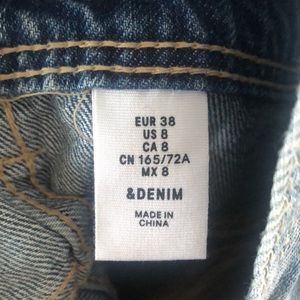 EUR 38
US 8
CA 8
CN 165/72A
MX 8
&DENIM
MADE IN
CHINA